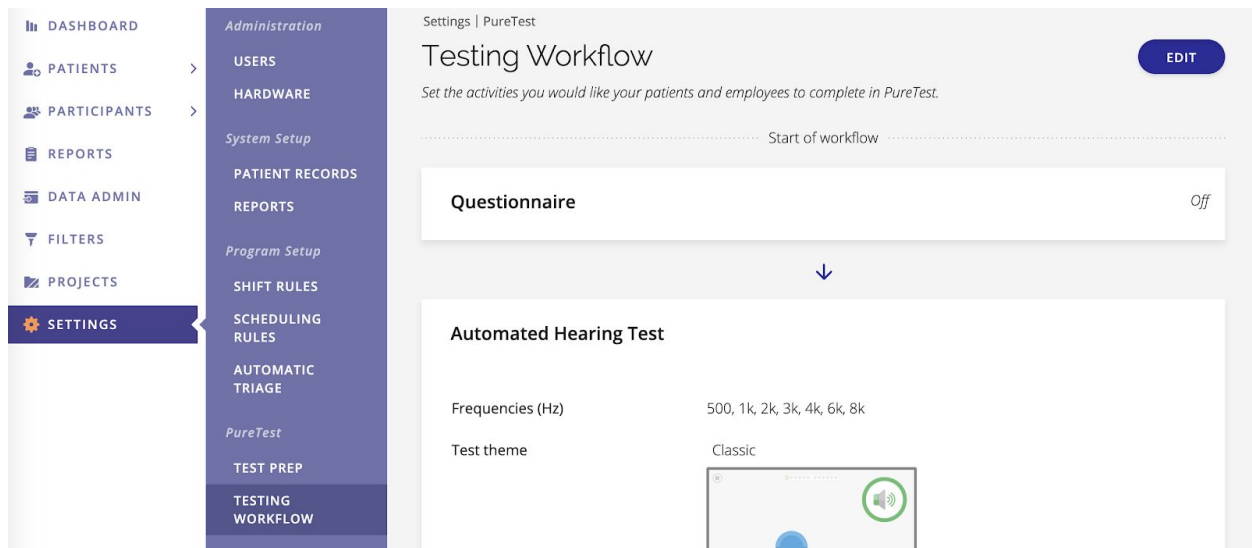 DASHBOARD
PATIENTS
PARTICIPANTS
REPORTS
DATA ADMIN
FILTERS
PROJECTS
SETTINGS
Administration
USERS
HARDWARE
System Setup
PATIENT RECORDS
REPORTS
Program Setup
SHIFT RULES
SCHEDULING
RULES
AUTOMATIC
TRIAGE
PureTest
TEST PREP
TESTING
WORKFLOW
Settings | PureTest
Testing Workflow
EDIT
Set the activities you would like your patients and employees to complete in PureTest.
Start of workflow
Questionnaire
Off
Automated Hearing Test
Frequencies (Hz)
500, 1k, 2k, 3k, 4k, 6k, 8k
Test theme
Classic